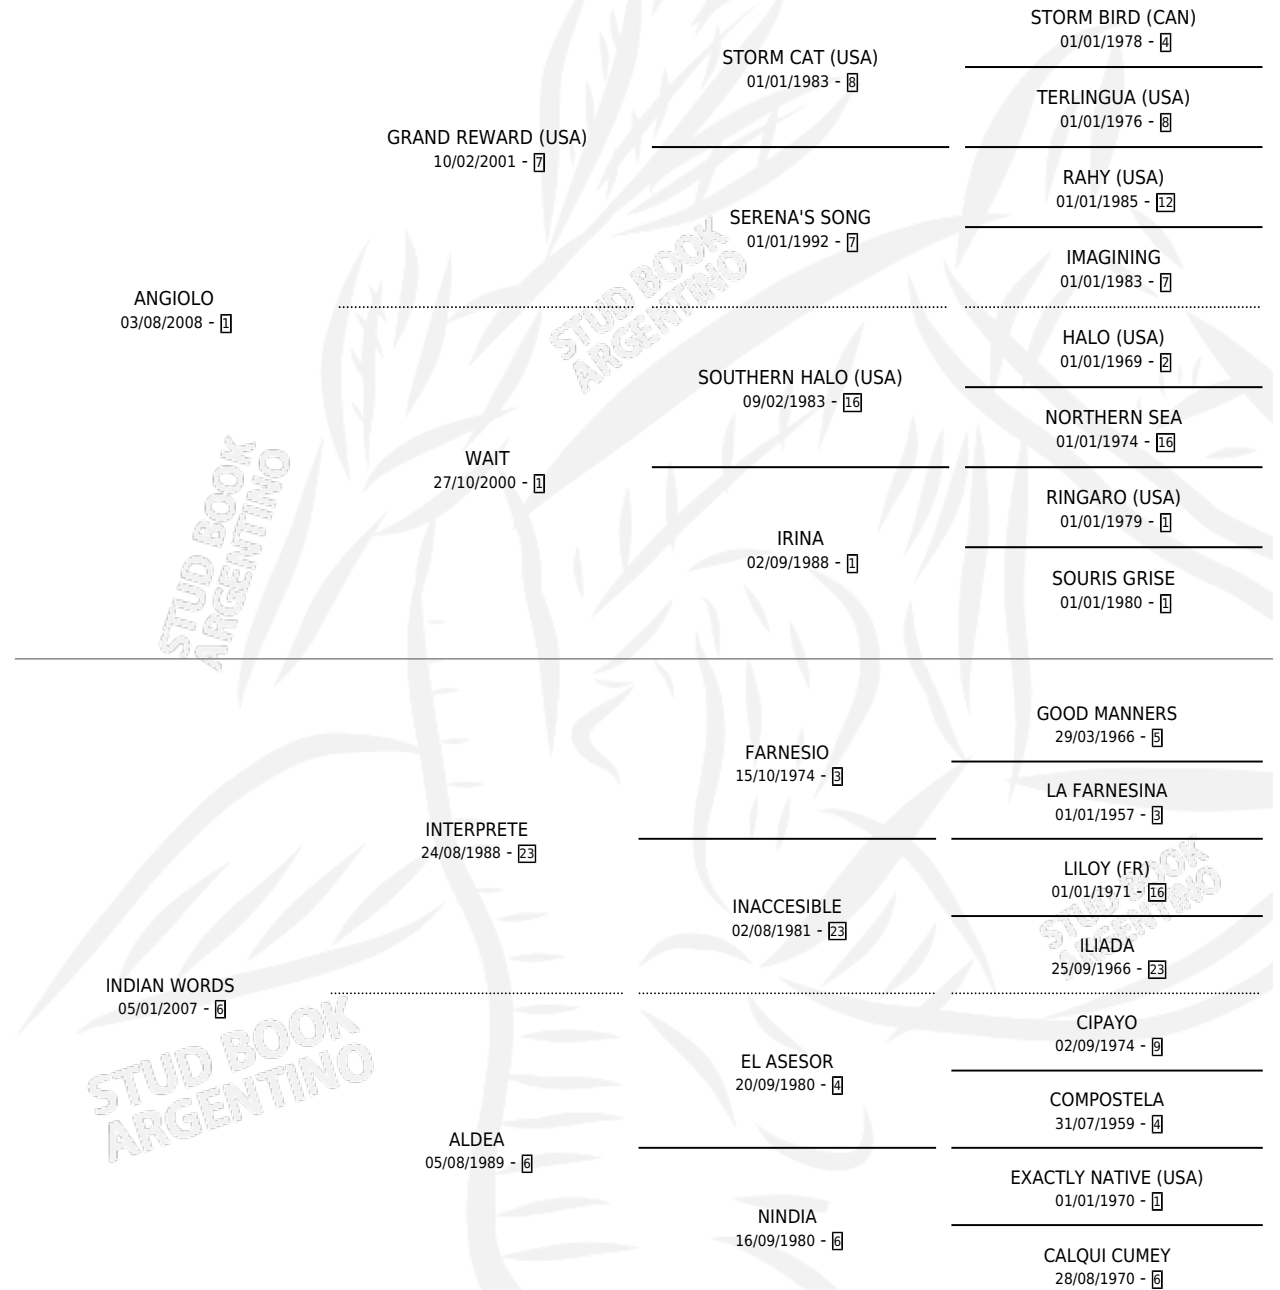 STORM BIRD (CAN)
01/01/1978 - 4
STORM CAT (USA)
01/01/1983 - 8
TERLINGUA (USA)
01/01/1976 - 8
GRAND REWARD (USA)
10/02/2001 - 7
RAHY (USA)
01/01/1985 - 12
SERENA'S SONG
01/01/1992 - 7
IMAGINING
01/01/1983 - 7
ANGIOLO
03/08/2008 - 1
HALO (USA)
01/01/1969 - 2
SOUTHERN HALO (USA)
09/02/1983 - 16
NORTHERN SEA
01/01/1974 - 16
WAIT
27/10/2000 - 1
RINGARO (USA)
01/01/1979 - 1
IRINA
02/09/1988 - 1
SOURIS GRISE
01/01/1980 - 1
STUD BOOK
ARGENTINO
STUD BOOK
ARGENTINO
GOOD MANNERS
29/03/1966 - 5
FARNESIO
15/10/1974 - 3
LA FARNESINA
01/01/1957 - 3
INTERPRETE
24/08/1988 - 23
LILOY (FR)
01/01/1971 - 16
INACCESIBLE
02/08/1981 - 23
ILIADA
25/09/1966 - 23
INDIAN WORDS
05/01/2007 - 6
CIPAYO
02/09/1974 - 9
EL ASESOR
20/09/1980 - 4
COMPOSTELA
31/07/1959 - 4
ALDEA
05/08/1989 - 6
EXACTLY NATIVE (USA)
01/01/1970 - 1
NINDIA
16/09/1980 - 6
CALQUI CUMEY
28/08/1970 - 6
STUD BOOK
ARGENTINO
STUD BOOK
ARGENTINO